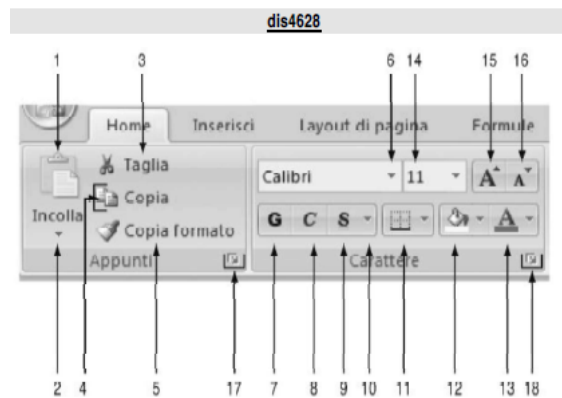 dis4628
1 3 6 14 15 16
Home Inserisci Layout di pagina Formule
Taglia
Calibri 11 A A
Copia
Incolla
G C S A
Copia formato
Appunti Carattere
2 4 5 17 7 8 9 10 11 12 13 18